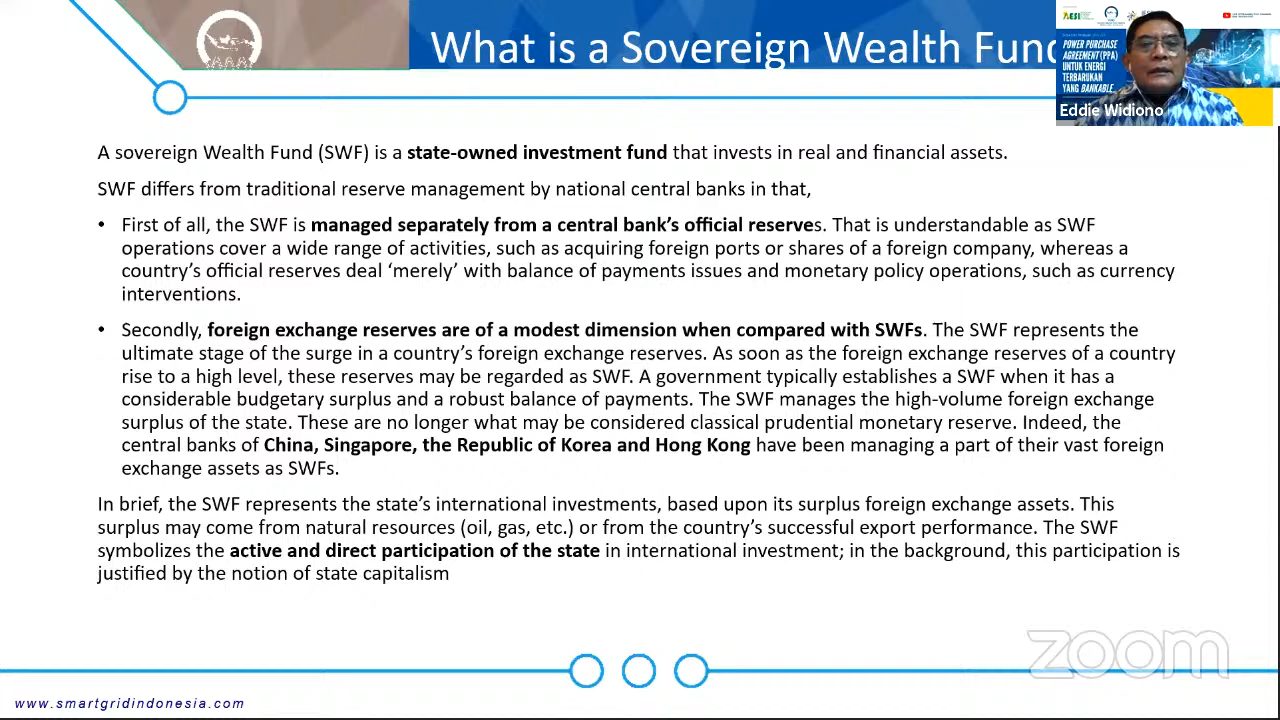 What is a Sovereign Wealth Fun
AESI
POWER PURCHASE
AGREEMENT (PPA)
UNTUK ENERGI
TERBARUKAN
YANG BANKABLE
Eddie Widiono
A sovereign Wealth Fund (SWF) is a state-owned investment fund that invests in real and financial assets.
SWF differs from traditional reserve management by national central banks in that,
• First of all, the SWF is managed separately from a central bank’s official reserves. That is understandable as SWF
operations cover a wide range of activities, such as acquiring foreign ports or shares of a foreign company, whereas a
country’s official reserves deal ‘merely’ with balance of payments issues and monetary policy operations, such as currency
interventions.
• Secondly, foreign exchange reserves are of a modest dimension when compared with SWFs. The SWF represents the
ultimate stage of the surge in a country’s foreign exchange reserves. As soon as the foreign exchange reserves of a country
rise to a high level, these reserves may be regarded as SWF. A government typically establishes a SWF when it has a
considerable budgetary surplus and a robust balance of payments. The SWF manages the high-volume foreign exchange
surplus of the state. These are no longer what may be considered classical prudential monetary reserve. Indeed, the
central banks of China, Singapore, the Republic of Korea and Hong Kong have been managing a part of their vast foreign
exchange assets as SWFs.
In brief, the SWF represents the state’s international investments, based upon its surplus foreign exchange assets. This
surplus may come from natural resources (oil, gas, etc.) or from the country’s successful export performance. The SWF
symbolizes the active and direct participation of the state in international investment; in the background, this participation is
justified by the notion of state capitalism
zoom
www.smartgridindonesia.com